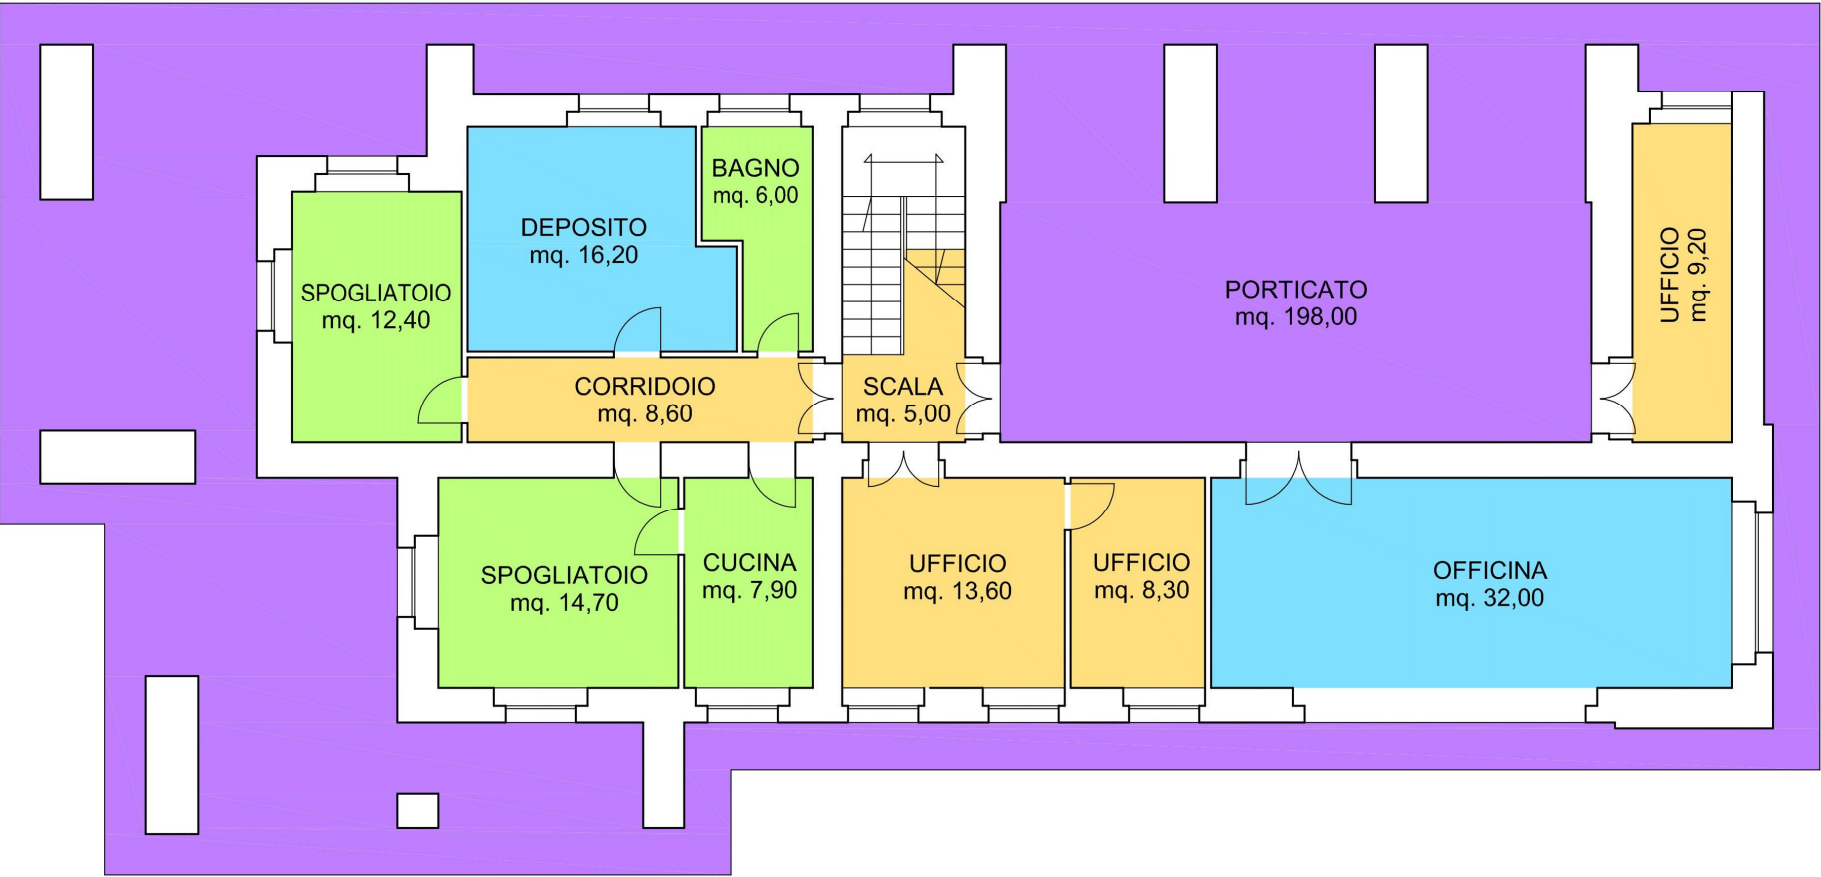 BAGNO
mq. 6,00
DEPOSITO
mq. 16,20
SPOGLIATOIO
mq. 12,40
PORTICATO
mq. 198,00
UFFICIO
mq. 9,20
CORRIDOIO
mq. 8,60
SCALA
mq. 5,00
SPOGLIATOIO
mq. 14,70
CUCINA
mq. 7,90
UFFICIO
mq. 13,60
UFFICIO
mq. 8,30
OFFICINA
mq. 32,00